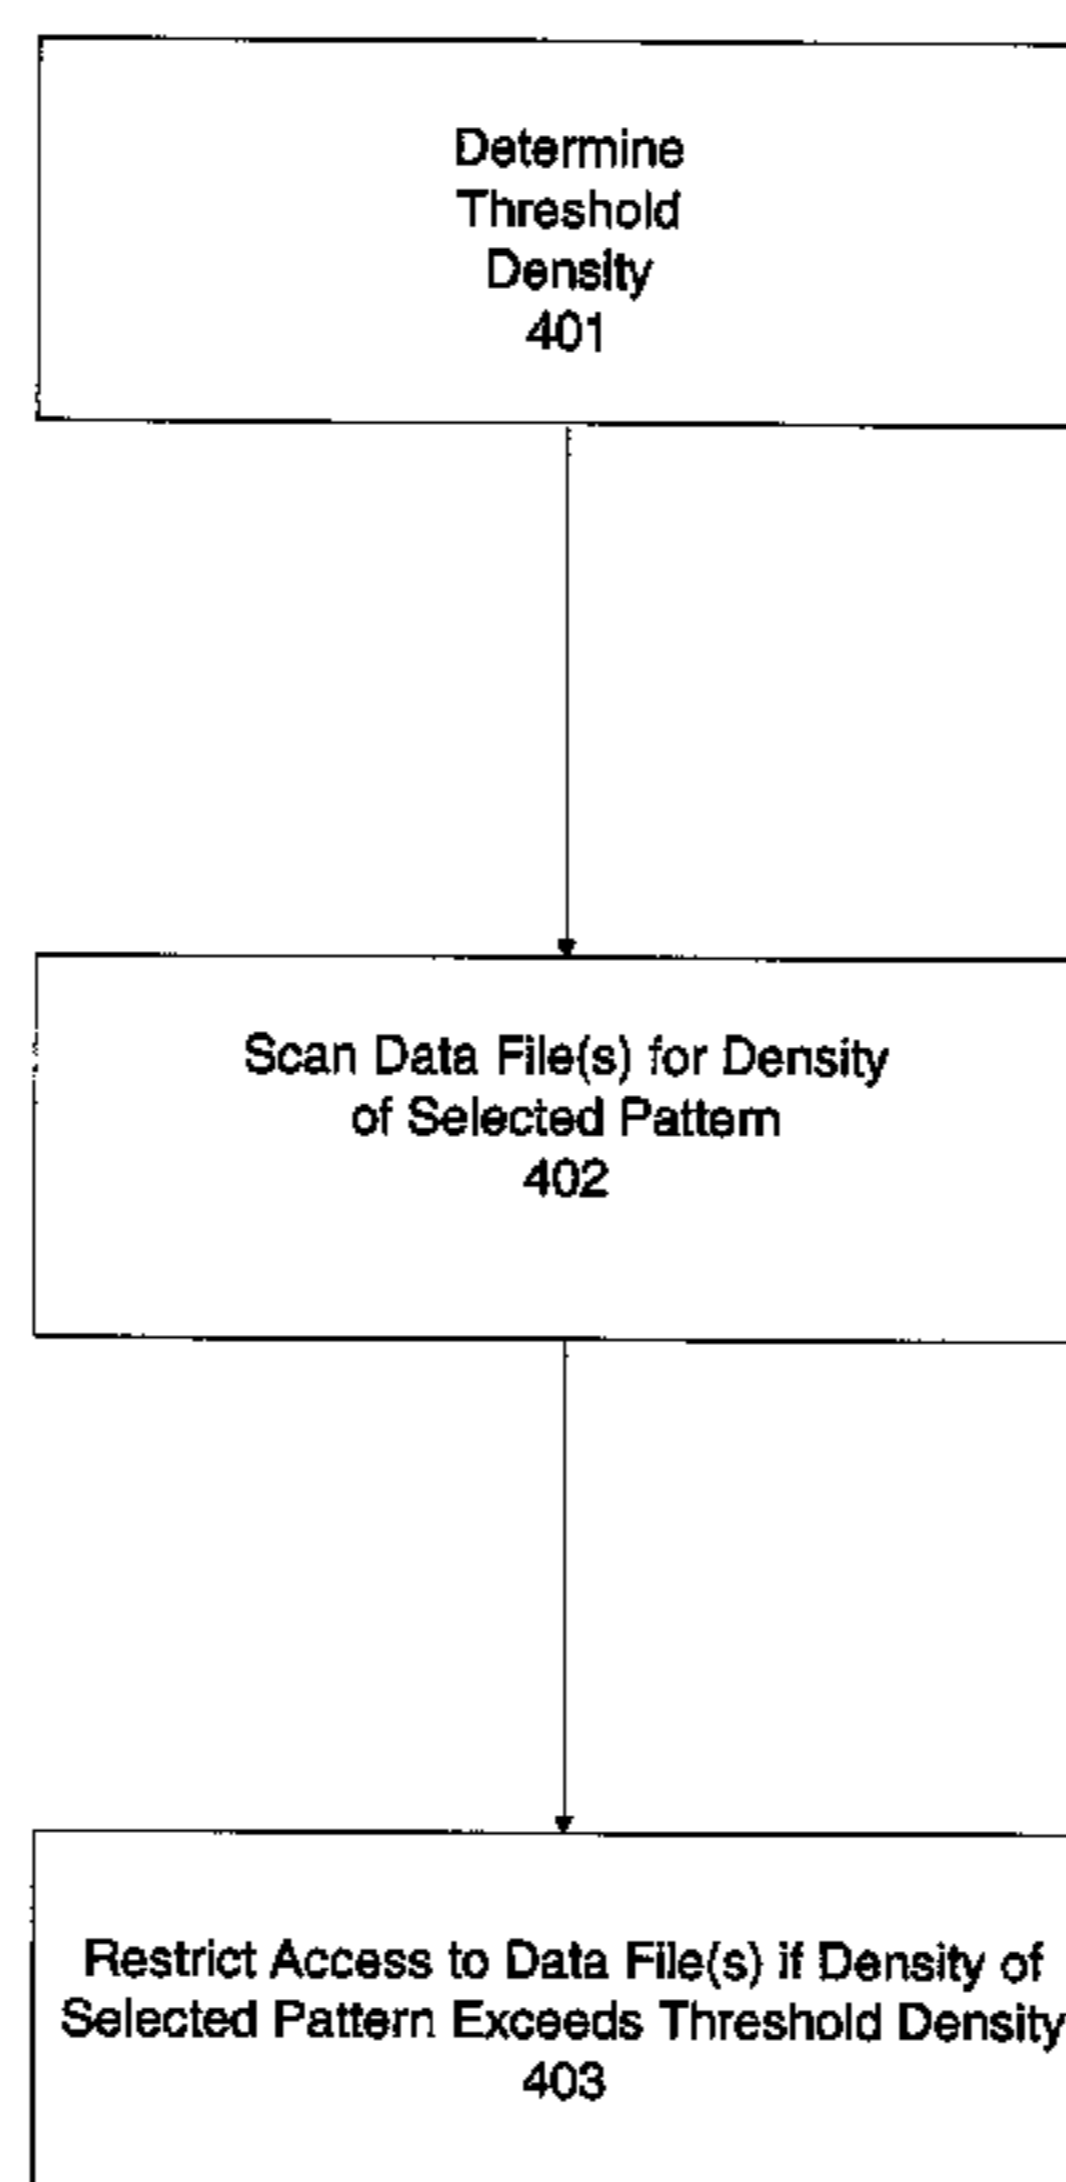 Determine
Threshold
Density
401
Scan Data File(s) for Density
of Selected Pattern
402
Restrict Access to Data File(s) if Density of
Selected Pattern Exceeds Threshold Density
403